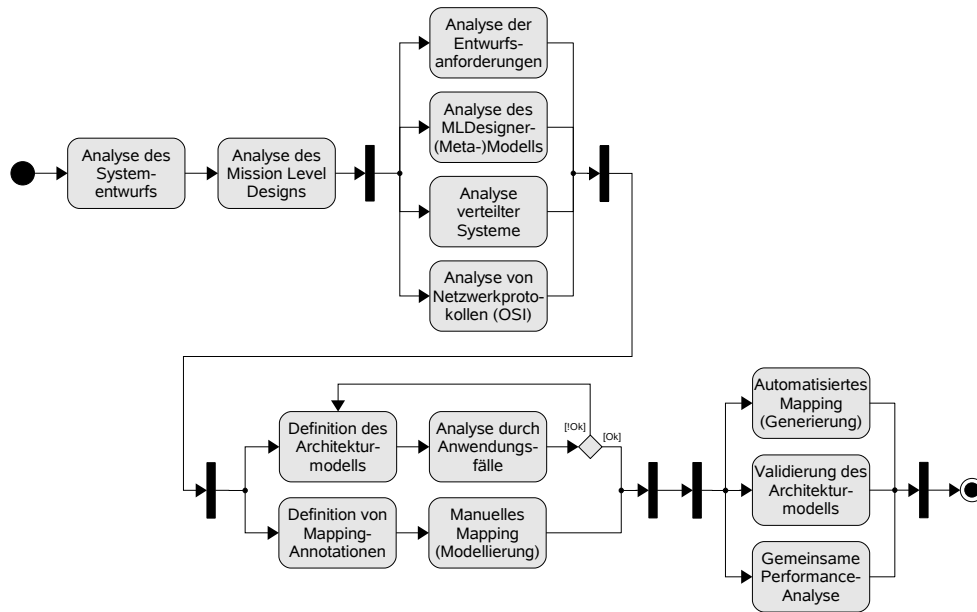 Analyse der
Entwurfs-
anforderungen
Analyse des
MLDesigner-
(Meta-)Modells
Analyse des
System-
entwurfs
Analyse des
Mission Level
Designs
Analyse
verteilter
Systeme
Analyse von
Netzwerkproto-
kollen (OSI)
Definition des
Architektur-
modells
Analyse durch
Anwendungs-
fälle
[!Ok]
[Ok]
Definition von
Mapping-
Annotationen
Manuelles
Mapping
(Modellierung)
Automatisiertes
Mapping
(Generierung)
Validierung des
Architektur-
modells
Gemeinsame
Performance-
Analyse